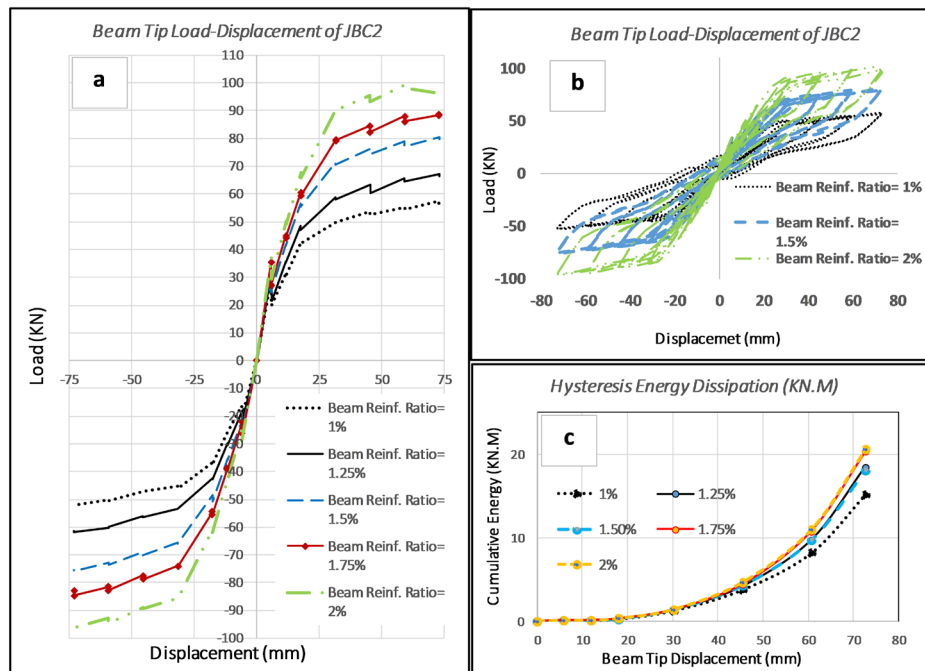 Beam Tip Load-Displacement of JBC2
a
110
100
90
80
70
60
50
40
30
20
10
0
-10
-20
-30
-40
-50
-60
-70
-80
-90
-100
-75 -50 -25 0 25 50 75
Load (KN)
Displacement (mm)
Beam Reinf. Ratio=
1%
Beam Reinf. Ratio=
1.25%
Beam Reinf. Ratio=
1.5%
Beam Reinf. Ratio=
1.75%
Beam Reinf. Ratio=
2%
Beam Tip Load-Displacement of JBC2
b
100
50
0
-50
-100
-80 -60 -40 -20 0 20 40 60 80
Load (KN)
Displacemet (mm)
Beam Reinf. Ratio= 1%
Beam Reinf. Ratio=
1.5%
Beam Reinf. Ratio= 2%
Hysteresis Energy Dissipation (KN.M)
c
20
10
0
0 10 20 30 40 50 60 70 80
Cumulative Energy (KN.M)
Beam Tip Displacement (mm)
1% 1.25%
1.50% 1.75%
2%